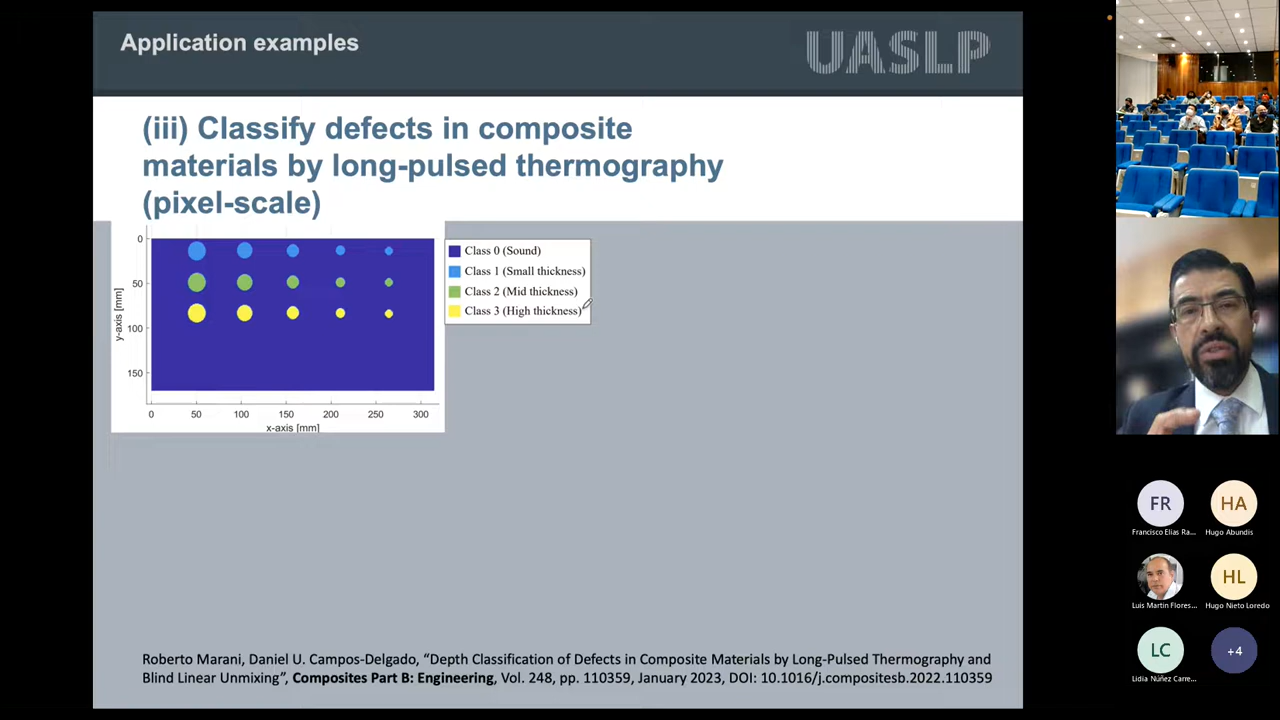 Application examples
UASLP
(iii) Classify defects in composite
materials by long-pulsed thermography
(pixel-scale)
0
50
100
150
y-axis [mm]
0
50
100
150
200
250
300
x-axis [mm]
Class 0 (Sound)
Class 1 (Small thickness)
Class 2 (Mid thickness)
Class 3 (High thickness)
Roberto Marani, Daniel U. Campos-Delgado, “Depth Classification of Defects in Composite Materials by Long-Pulsed Thermography and
Blind Linear Unmixing”, Composites Part B: Engineering, Vol. 248, pp. 110359, January 2023, DOI: 10.1016/j.compositesb.2022.110359
FR
HA
Francisco Elias Ra...
Hugo Abundis
HL
Luis Martin Flores...
Hugo Nieto Loredo
LC
+4
Lidia Núñez Carre...